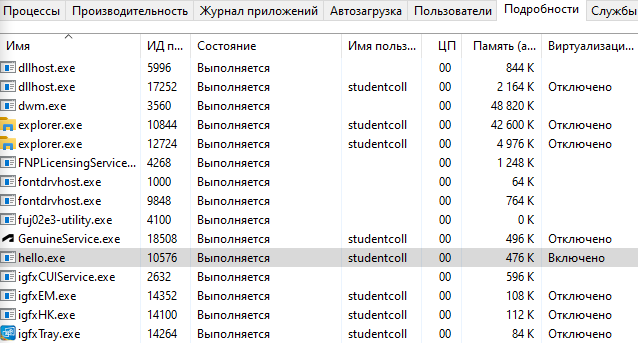 Процессы Производительность Журнал приложений Автозагрузка Пользователи Подробности Службы
Имя ИД п... Состояние Имя польз... ЦП Память (а... Виртуализаци...
dllhost.exe 5996 Выполняется 00 844 К
dllhost.exe 17252 Выполняется studentcoll 00 2 164 К Отключено
dwm.exe 3560 Выполняется 00 48 820 К
explorer.exe 10844 Выполняется studentcoll 00 42 600 К Отключено
explorer.exe 12724 Выполняется studentcoll 00 4 976 К Отключено
FNPLicensingService... 4268 Выполняется 00 1 248 К
fontdrvhost.exe 1000 Выполняется 00 64 К
fontdrvhost.exe 9848 Выполняется 00 764 К
fuj02e3-utility.exe 4100 Выполняется 00 0 К
GenuineService.exe 18508 Выполняется studentcoll 00 496 К Отключено
hello.exe 10576 Выполняется studentcoll 00 476 К Включено
igfxCUIService.exe 2632 Выполняется 00 596 К
igfxEM.exe 14352 Выполняется studentcoll 00 108 К Отключено
igfxHK.exe 14100 Выполняется studentcoll 00 112 К Отключено
igfxTray.exe 14264 Выполняется studentcoll 00 84 К Отключено